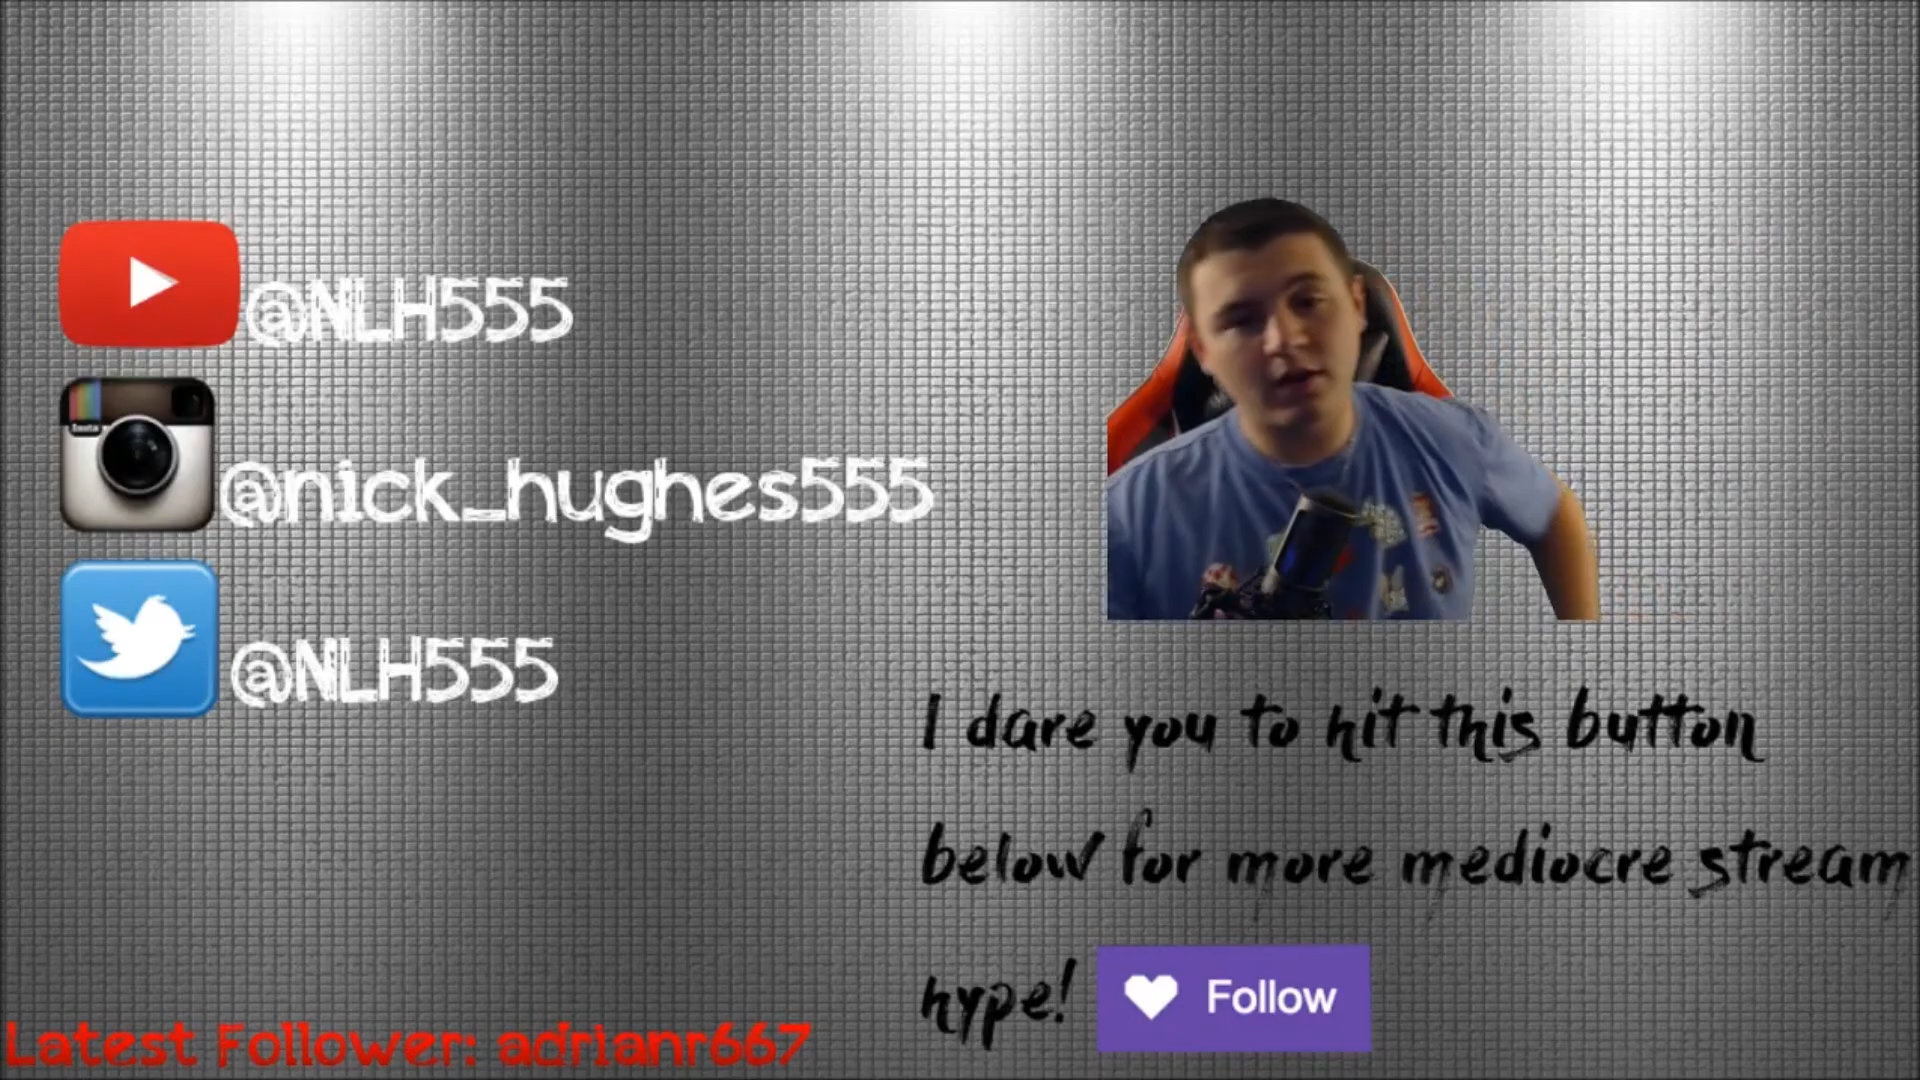 @NLH555
Insta
@nick_hughes555
@NLH555
I dare you to hit this button
below for more mediocre stream
hype!
Follow
Latest Follower: adrianr667